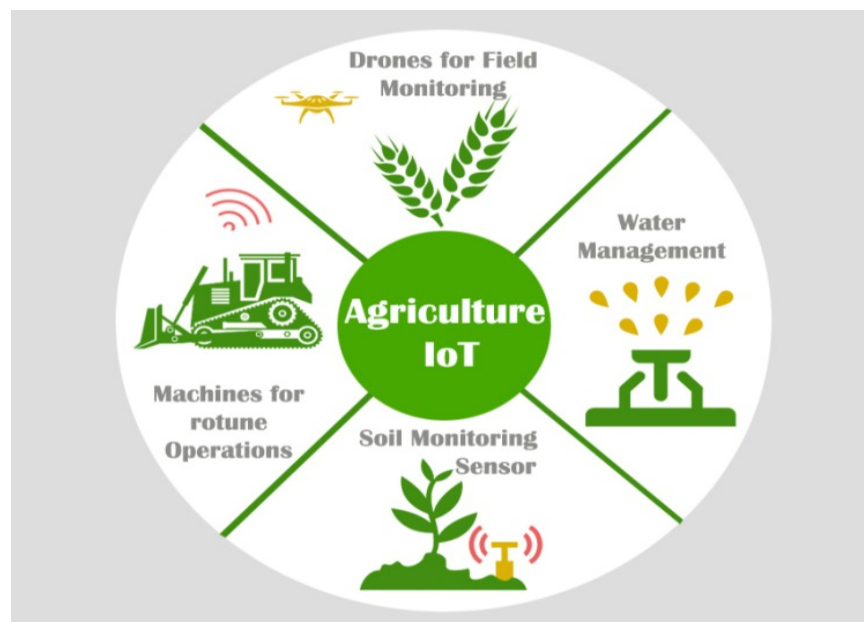 Drones for Field
Monitoring
Water
Management
Agriculture
IoT
Machines for
rotune
Operations
Soil Monitoring
Sensor